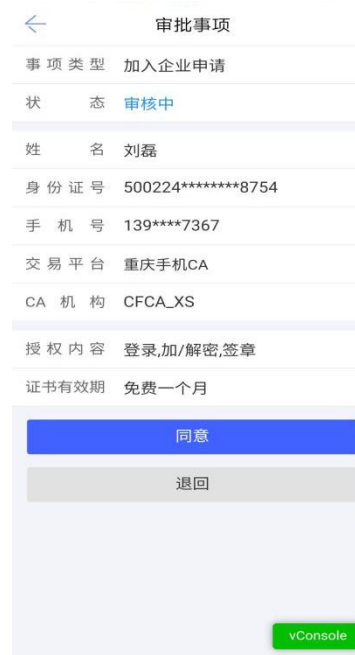 审批事项
事项类型 加入企业申请
状态 审核中
姓名 刘磊
身份证号 500224********8754
手机号 139****7367
交易平台 重庆手机CA
CA 机构 CFCA_XS
授权内容 登录,加/解密,签章
证书有效期 免费一个月
同意
退回
vConsole